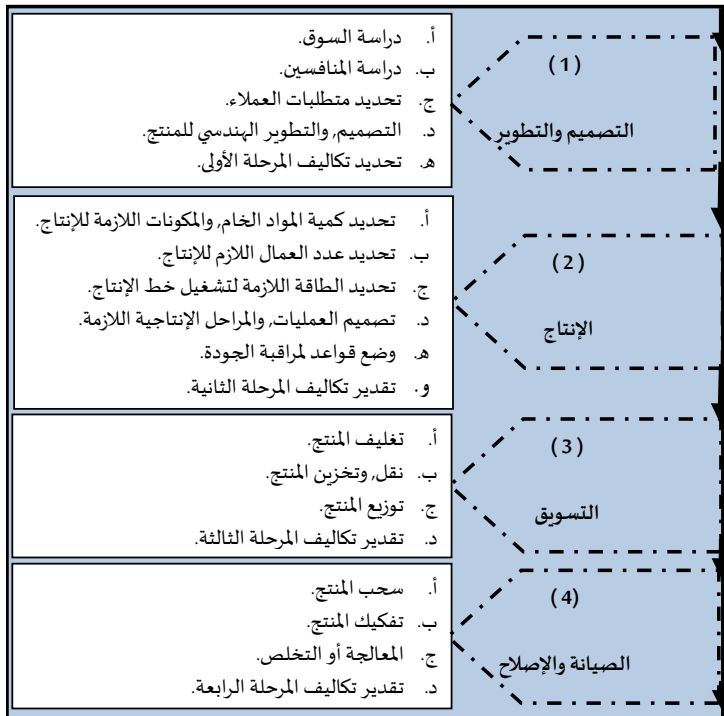 (1)
التصميم والتطوير
أ. دراسة السوق.
ب. دراسة المنافسين.
ج. تحديد متطلبات العملاء.
د. التصميم, والتطوير الهندسي للمنتج.
هـ. تحديد تكاليف المرحلة الأولى.
(2)
الإنتاج
أ. تحديد كمية المواد الخام, والمكونات اللازمة للإنتاج.
ب. تحديد عدد العمال اللازم للإنتاج.
ج. تحديد الطاقة اللازمة لتشغيل خط الإنتاج.
د. تصميم العمليات, والمراحل الإنتاجية اللازمة.
هـ. وضع قواعد لمراقبة الجودة.
و. تقدير تكاليف المرحلة الثانية.
(3)
التسويق
أ. تغليف المنتج.
ب. نقل, وتخزين المنتج.
ج. توزيع المنتج.
د. تقدير تكاليف المرحلة الثالثة.
(4)
الصيانة والإصلاح
أ. سحب المنتج.
ب. تفكيك المنتج.
ج. المعالجة أو التخلص.
د. تقدير تكاليف المرحلة الرابعة.